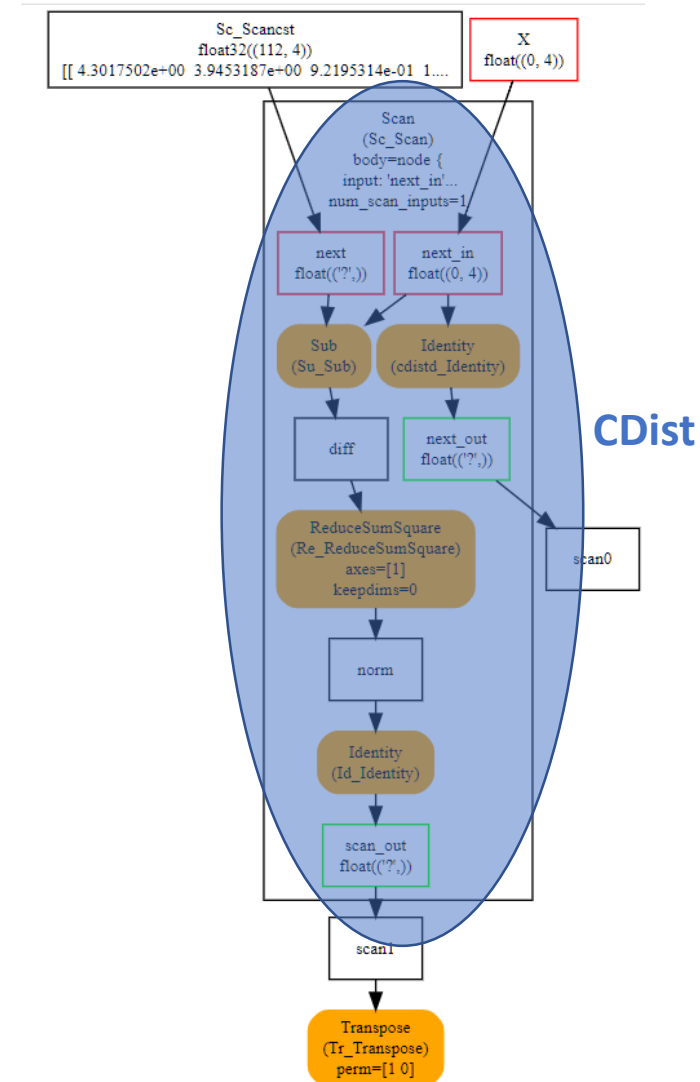 Sc_Scancst
float32((112, 4))
[[ 4.3017502e+00 3.9453187e+00 9.2195314e-01 1....
X
float((0, 4))
Scan
(Sc_Scan)
body=node {
input: 'next_in'...
num_scan_inputs=1
next
float(('?',))
next_in
float((0, 4))
Sub
(Su_Sub)
Identity
(cdistd_Identity)
diff
next_out
float(('?',))
CDist
ReduceSumSquare
(Re_ReduceSumSquare)
axes=[1]
keepdims=0
scan0
norm
Identity
(Id_Identity)
scan_out
float(('?',))
scan1
Transpose
(Tr_Transpose)
perm=[1 0]